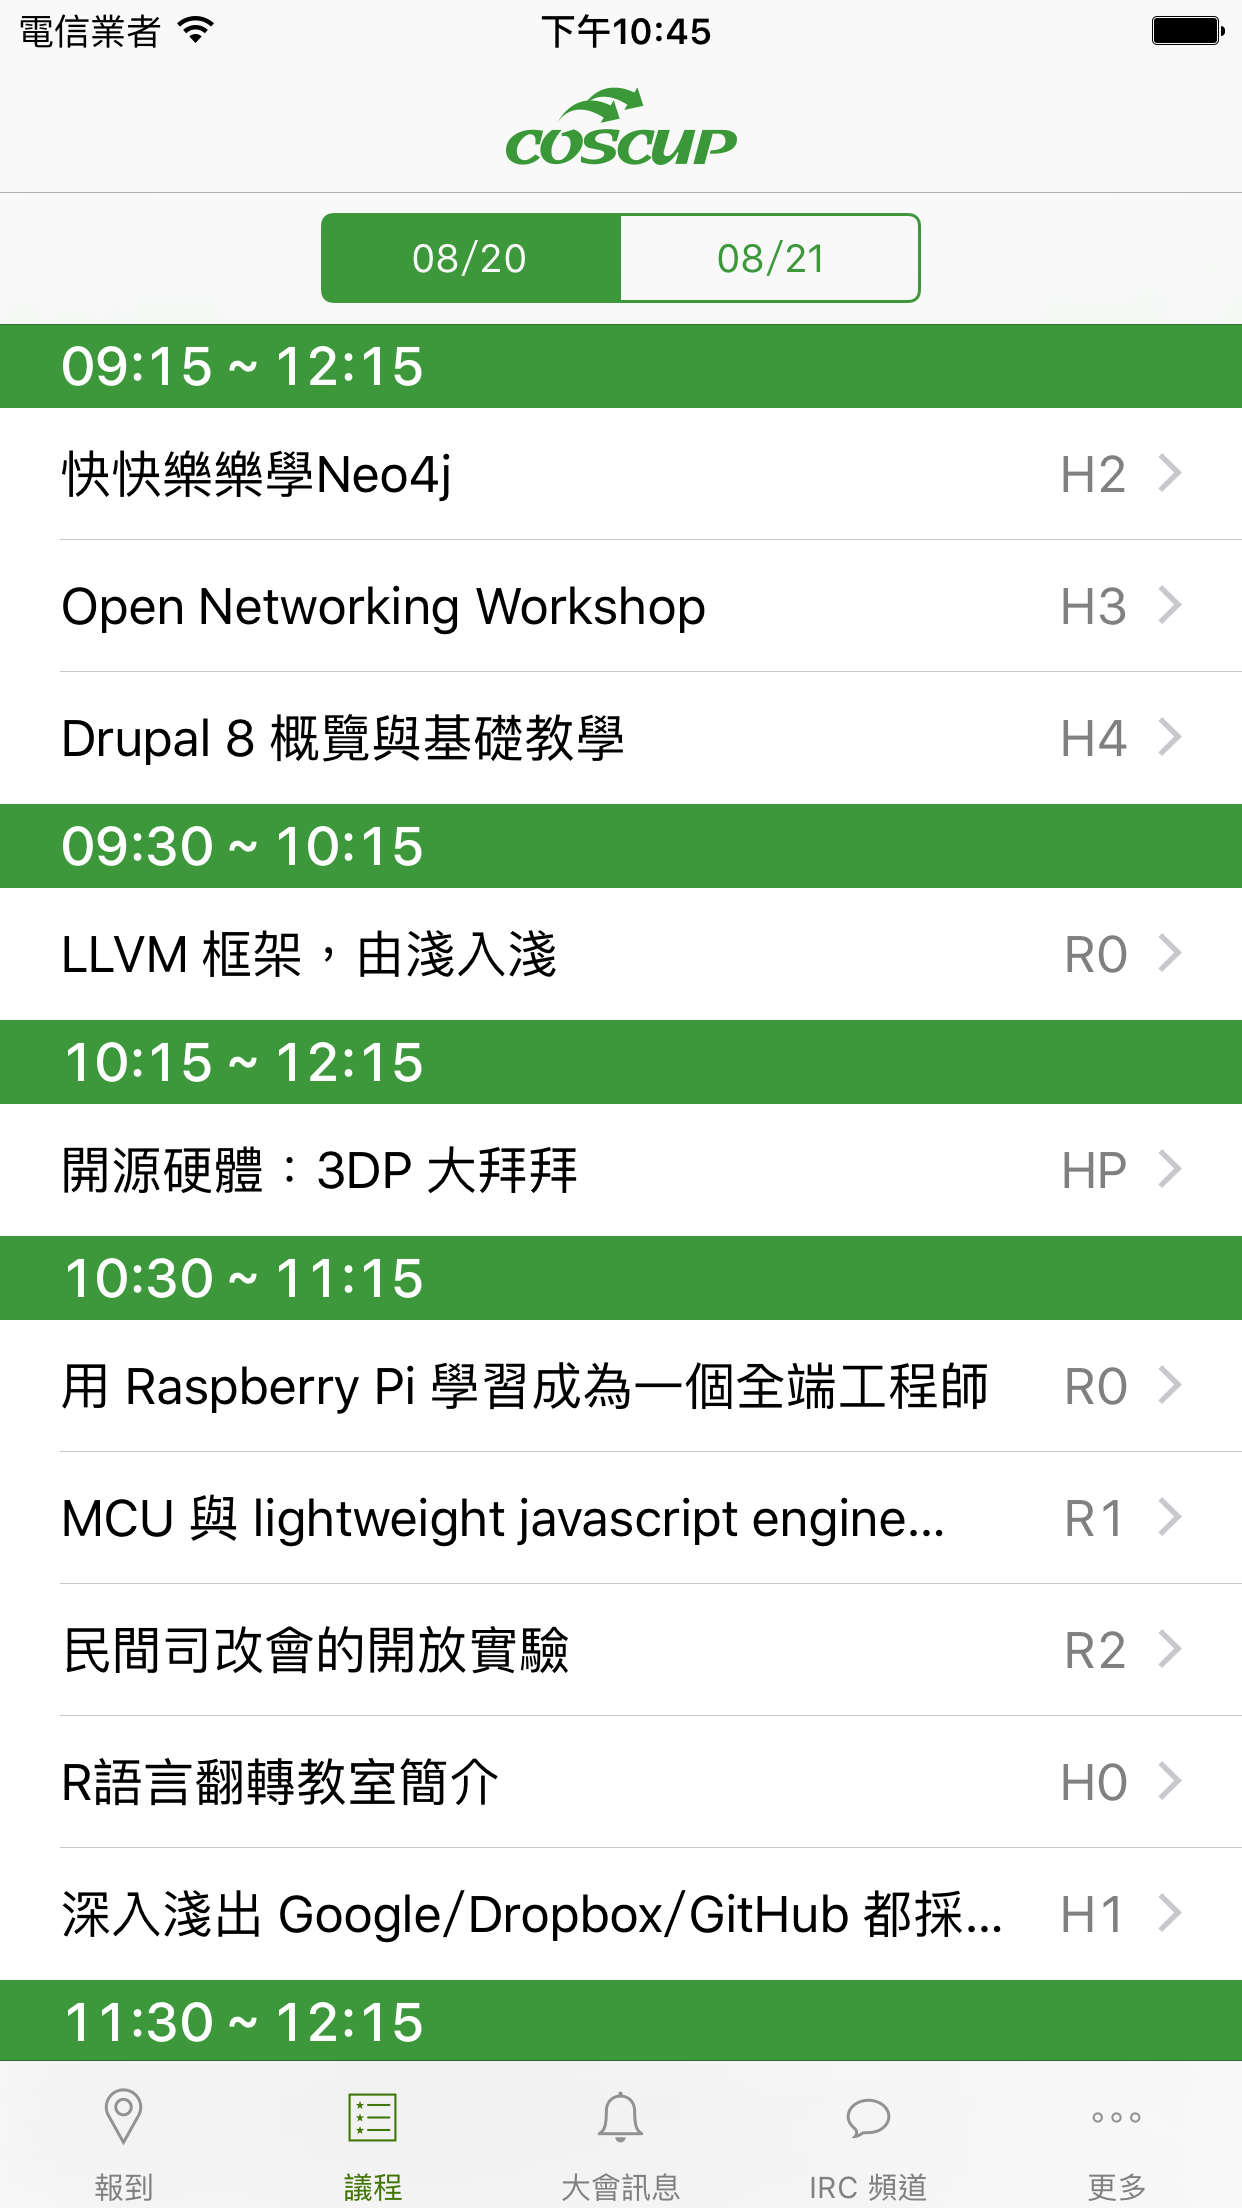 電信業者 下午10:45
COSCUP
08/20 08/21
09:15 ~ 12:15
快快樂樂學Neo4j H2
Open Networking Workshop H3
Drupal 8 概覽與基礎教學 H4
09:30 ~ 10:15
LLVM 框架，由淺入淺 R0
10:15 ~ 12:15
開源硬體：3DP 大拜拜 HP
10:30 ~ 11:15
用 Raspberry Pi 學習成為一個全端工程師 R0
MCU 與 lightweight javascript engine... R1
民間司改會的開放實驗 R2
R語言翻轉教室簡介 H0
深入淺出 Google/Dropbox/GitHub 都採... H1
11:30 ~ 12:15
報到 議程 大會訊息 IRC 頻道 更多